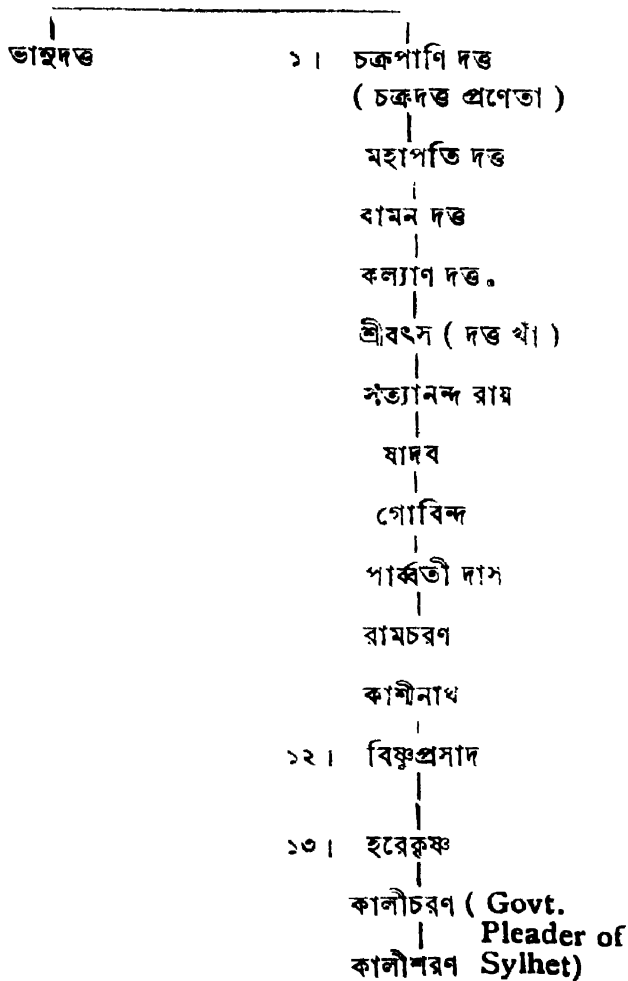 ভানুদত্ত ১। চক্রপাণি দত্ত
( চক্রদত্ত প্রণেতা )
মহাপতি দত্ত
বামন দত্ত
কল্যাণ দত্ত.
শ্রীবৎস ( দত্ত খাঁ )
সত্যানন্দ রায়
যাদব
গোবিন্দ
পার্ব্বতী দাস
রামচরণ
কাশীনাথ
১২। বিষ্ণুপ্রসাদ
১৩। হরেকৃষ্ণ
কালীচরণ ( Govt.
Pleader of
কালীশরণ Sylhet)